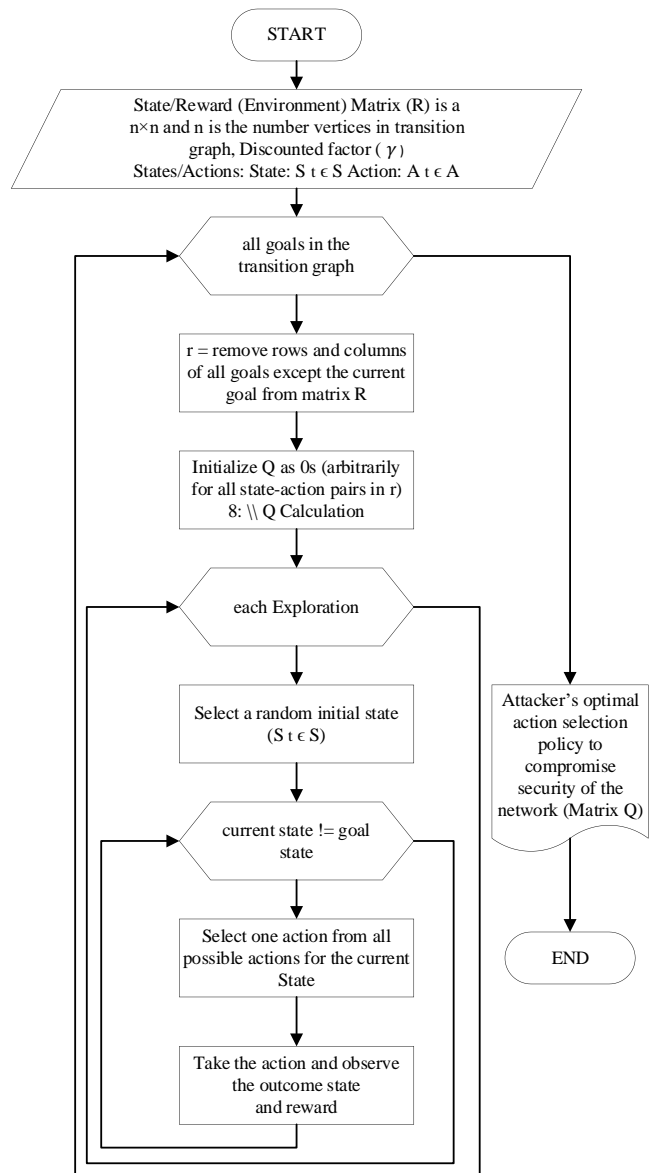 START
State/Reward (Environment) Matrix (R) is a
n×n and n is the number vertices in transition
graph, Discounted factor ( γ )
States/Actions: State: S t ϵ S Action: A t ϵ A
all goals in the
transition graph
r = remove rows and columns
of all goals except the current
goal from matrix R
Initialize Q as 0s (arbitrarily
for all state-action pairs in r)
8: \\ Q Calculation
each Exploration
Select a random initial state
(S t ϵ S)
current state != goal
state
Select one action from all
possible actions for the current
State
Take the action and observe
the outcome state
and reward
Attacker’s optimal
action selection
policy to
compromise
security of the
network (Matrix Q)
END